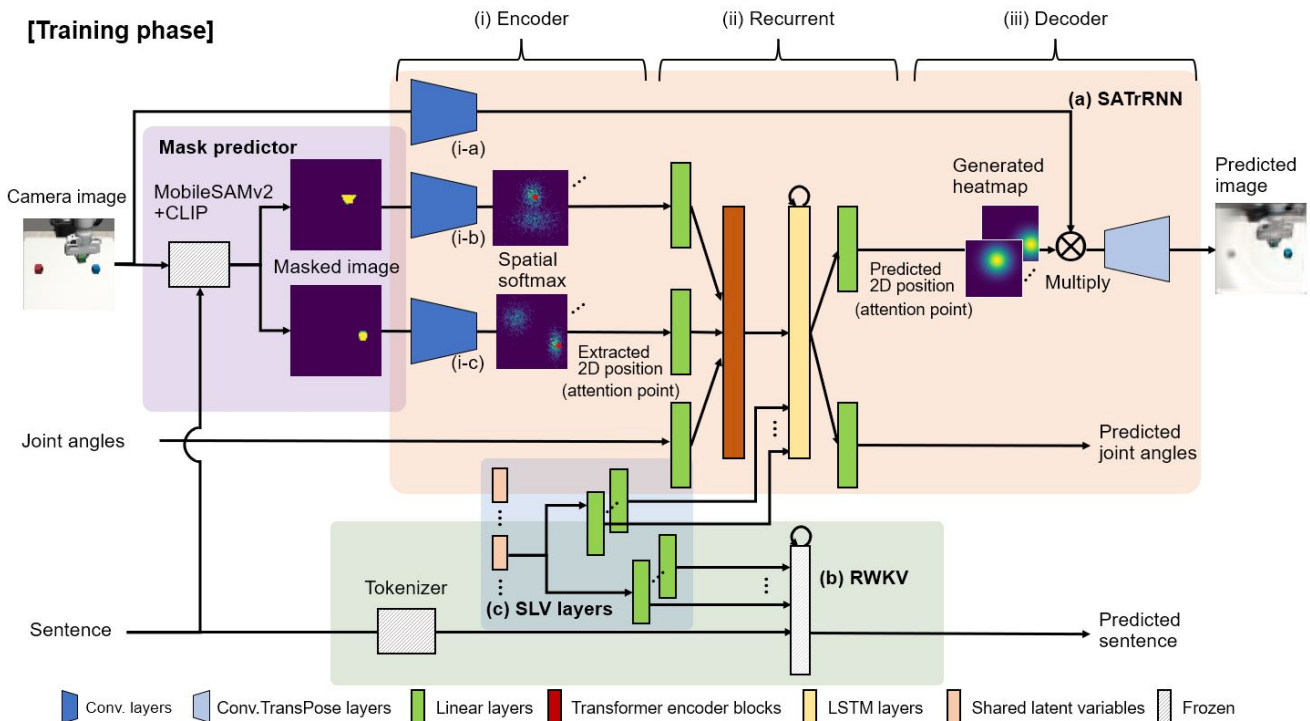 [Training phase]
(i) Encoder
(ii) Recurrent
(iii) Decoder
(a) SATrRNN
Mask predictor
(i-a)
Camera image
MobileSAMv2
+CLIP
(i-b)
Masked image
Spatial
softmax
(i-c)
Extracted
2D position
(attention point)
Generated
heatmap
Predicted
2D position
(attention point)
Multiply
Predicted
image
Joint angles
Predicted
joint angles
(c) SLV layers
Tokenizer
(b) RWKV
Sentence
Predicted
sentence
Conv. layers
Conv.TransPose layers
Linear layers
Transformer encoder blocks
LSTM layers
Shared latent variables
Frozen